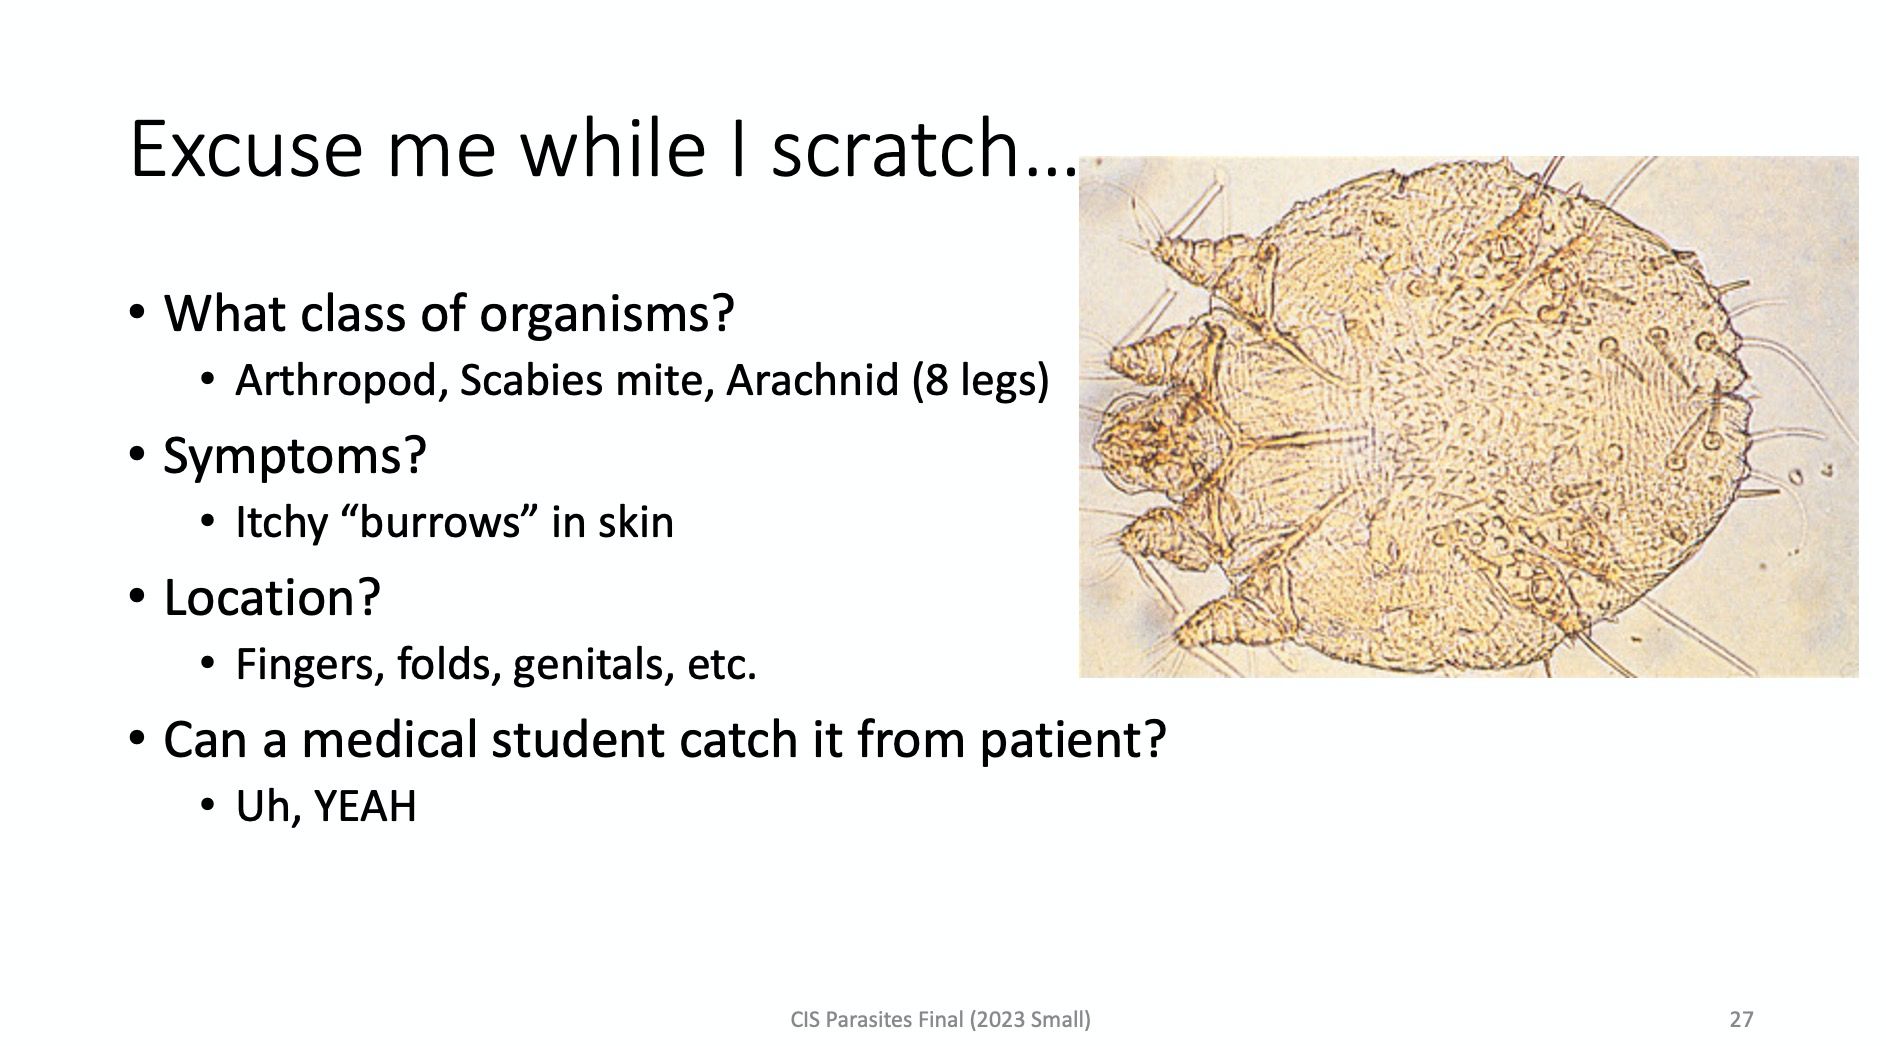 Excuse me while I scratch...
• What class of organisms?
• Arthropod, Scabies mite, Arachnid (8 legs)
• Symptoms?
• Itchy “burrows” in skin
• Location?
• Fingers, folds, genitals, etc.
• Can a medical student catch it from patient?
• Uh, YEAH
CIS Parasites Final (2023 Small)
27